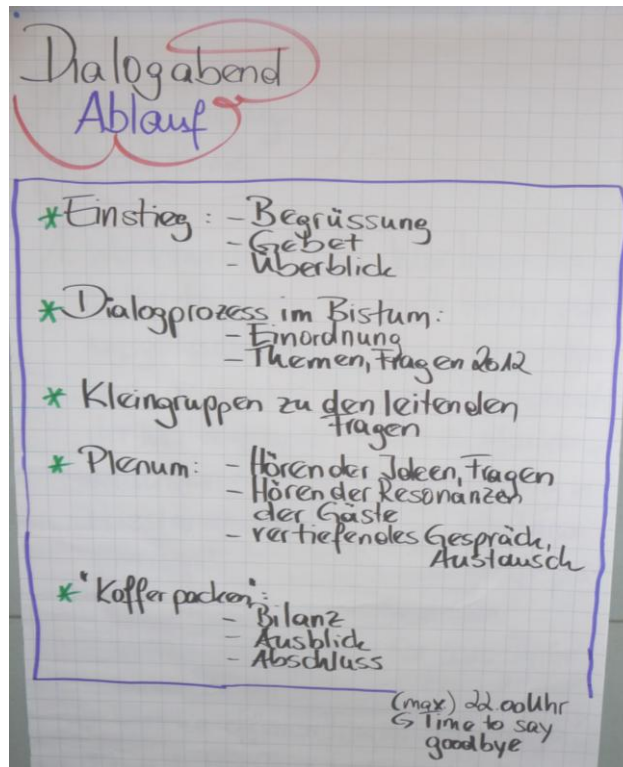 Dialogabend
Ablauf
* Einstieg: - Begrüssung
- Gebet
- Überblick
* Dialogprozess im Bistum:
- Einordnung
- Themen, Fragen 2012
* Kleingruppen zu den leitenden
Fragen
* Plenum: - Hören der Ideen, Fragen
- Hören der Resonanzen
der Gäste
- vertiefendes Gespräch,
Austausch
* "Koffer packen":
- Bilanz
- Ausblick
- Abschluss
(max) 22.00 Uhr
↳ Time to say
goodbye